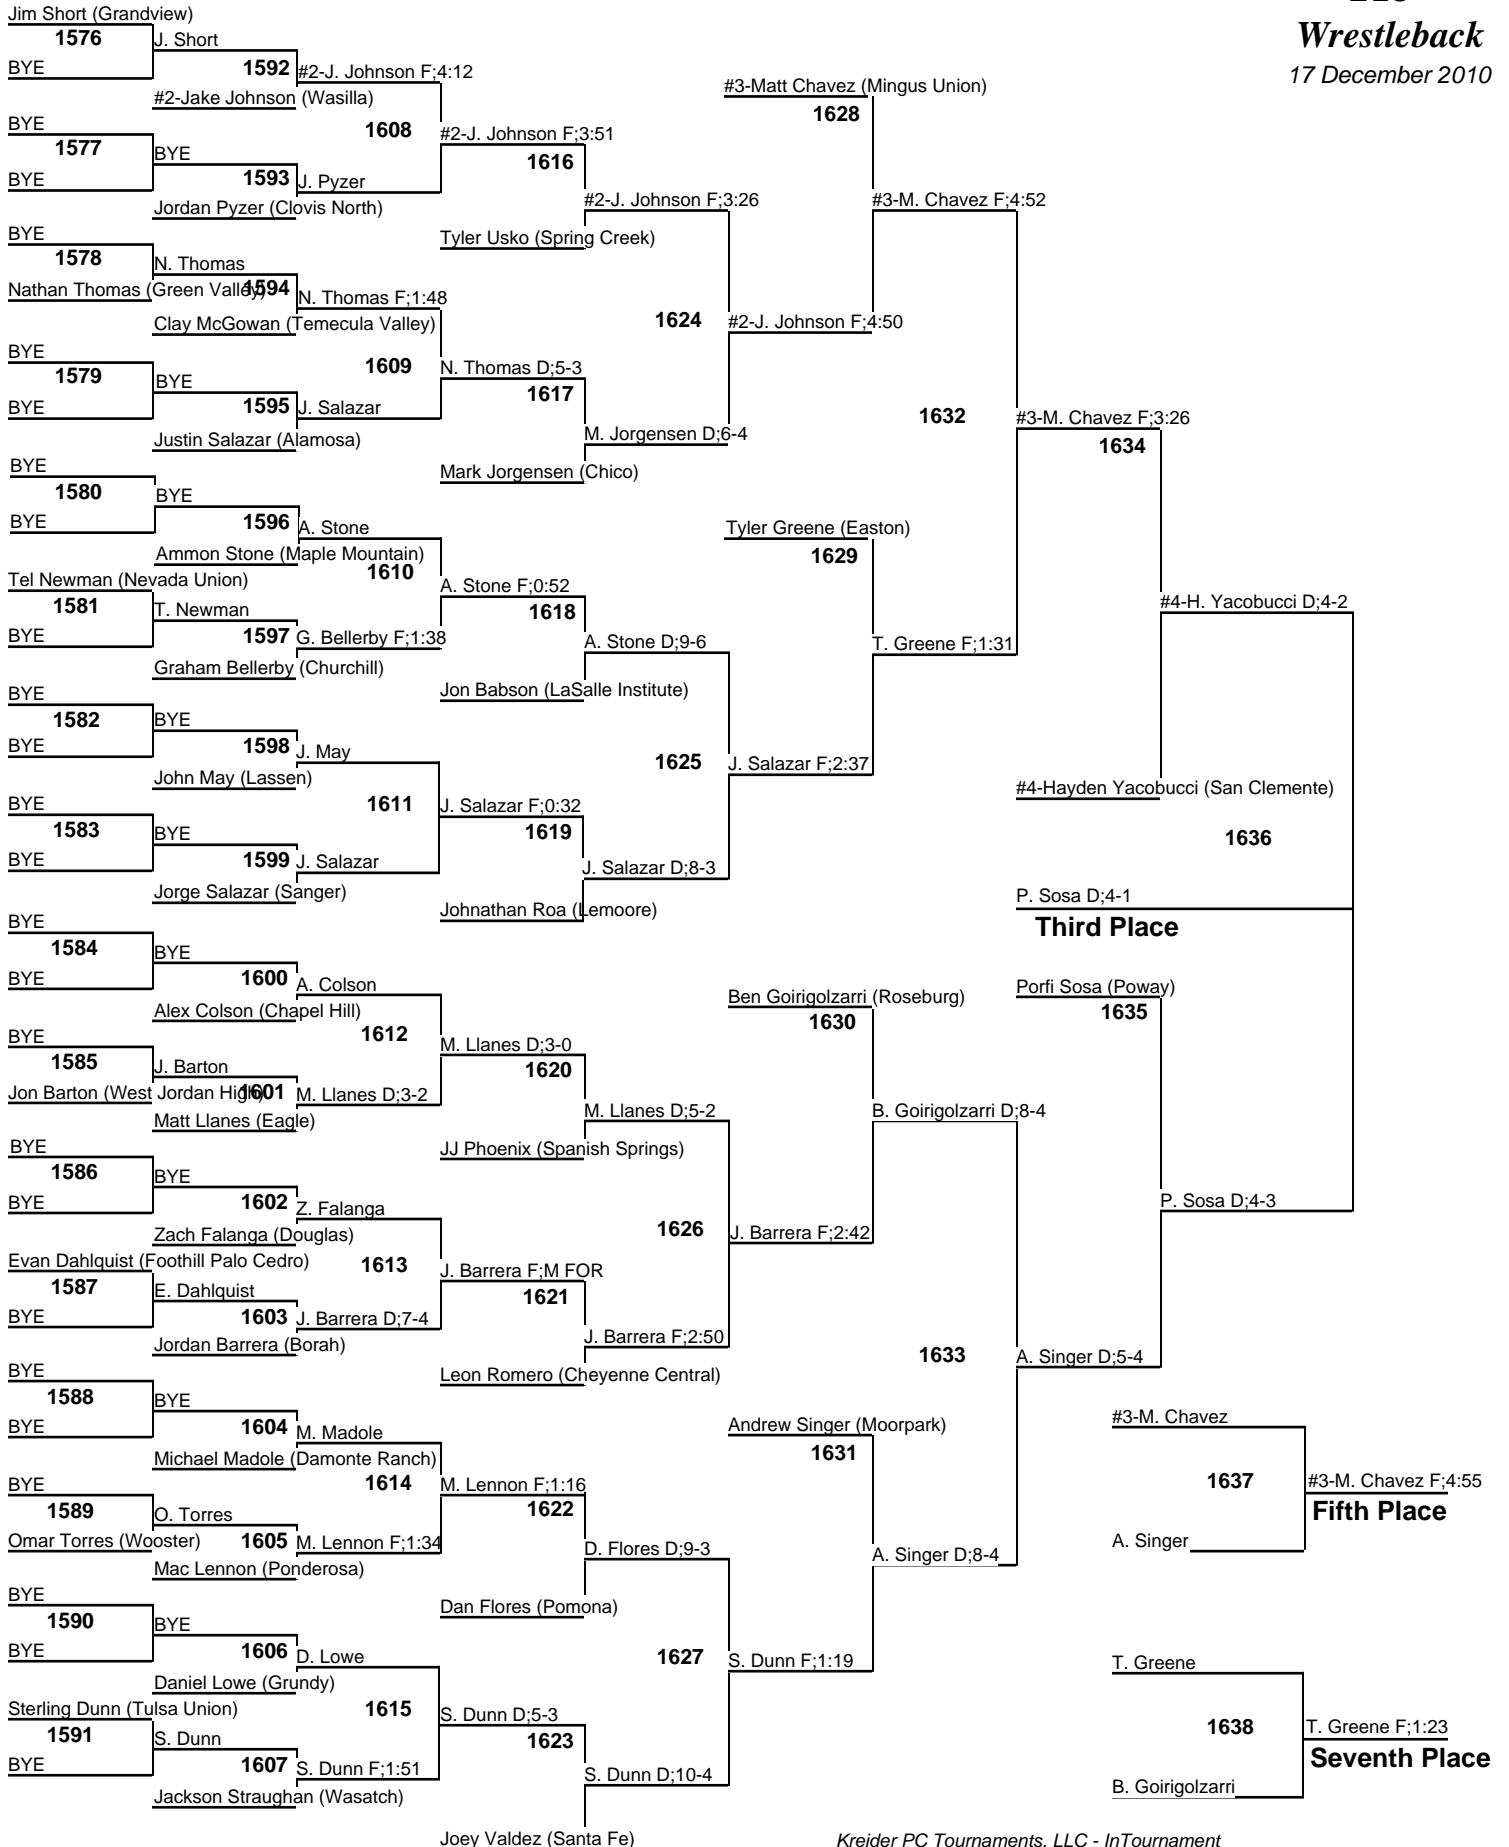 Wrestleback
17 December 2010
Jim Short (Grandview)
1576
BYE
J. Short
1592
#2-Jake Johnson (Wasilla)
#2-J. Johnson F;4:12
BYE
1577
BYE
BYE
1593
Jordan Pyzer (Clovis North)
J. Pyzer
1608
#2-J. Johnson F;3:51
1616
Tyler Usko (Spring Creek)
#2-J. Johnson F;3:26
BYE
1578
Nathan Thomas (Green Valley)
N. Thomas
1594
Clay McGowan (Temecula Valley)
N. Thomas F;1:48
BYE
1579
BYE
BYE
1595
Justin Salazar (Alamosa)
J. Salazar
1609
N. Thomas D;5-3
1617
Mark Jorgensen (Chico)
M. Jorgensen D;6-4
1624
#2-J. Johnson F;4:50
#3-Matt Chavez (Mingus Union)
1628
#3-M. Chavez F;4:52
BYE
1580
BYE
BYE
1596
Ammon Stone (Maple Mountain)
A. Stone
Tel Newman (Nevada Union)
1581
BYE
T. Newman
1597
Graham Bellerby (Churchill)
G. Bellerby F;1:38
1610
A. Stone F;0:52
1618
Jon Babson (LaSalle Institute)
A. Stone D;9-6
BYE
1582
BYE
BYE
1598
John May (Lassen)
J. May
BYE
1583
BYE
BYE
1599
Jorge Salazar (Sanger)
J. Salazar
1611
J. Salazar F;0:32
1619
Johnathan Roa (Lemoore)
J. Salazar D;8-3
1625
J. Salazar F;2:37
Tyler Greene (Easton)
1629
T. Greene F;1:31
1632
#3-M. Chavez F;3:26
1634
#4-Hayden Yacobucci (San Clemente)
#4-H. Yacobucci D;4-2
1636
P. Sosa D;4-1
Third Place
BYE
1584
BYE
BYE
1600
Alex Colson (Chapel Hill)
A. Colson
BYE
1585
Jon Barton (West Jordan High)
J. Barton
1601
Matt Llanes (Eagle)
M. Llanes D;3-2
1612
M. Llanes D;3-0
1620
JJ Phoenix (Spanish Springs)
M. Llanes D;5-2
BYE
1586
BYE
BYE
1602
Zach Falanga (Douglas)
Z. Falanga
Evan Dahlquist (Foothill Palo Cedro)
1587
BYE
E. Dahlquist
1603
Jordan Barrera (Borah)
J. Barrera D;7-4
1613
J. Barrera F;M FOR
1621
Leon Romero (Cheyenne Central)
J. Barrera F;2:50
1626
J. Barrera F;2:42
Ben Goirigolzarri (Roseburg)
1630
B. Goirigolzarri D;8-4
BYE
1588
BYE
BYE
1604
Michael Madole (Damonte Ranch)
M. Madole
BYE
1589
Omar Torres (Wooster)
O. Torres
1605
Mac Lennon (Ponderosa)
M. Lennon F;1:34
1614
M. Lennon F;1:16
1622
Dan Flores (Pomona)
D. Flores D;9-3
BYE
1590
BYE
BYE
1606
Daniel Lowe (Grundy)
D. Lowe
Sterling Dunn (Tulsa Union)
1591
BYE
S. Dunn
1607
Jackson Straughan (Wasatch)
S. Dunn F;1:51
1615
S. Dunn D;5-3
1623
Joey Valdez (Santa Fe)
S. Dunn D;10-4
1627
S. Dunn F;1:19
Andrew Singer (Moorpark)
1631
A. Singer D;8-4
1633
A. Singer D;5-4
Porfi Sosa (Poway)
1635
P. Sosa D;4-3
#3-M. Chavez
1637
A. Singer
#3-M. Chavez F;4:55
Fifth Place
T. Greene
1638
B. Goirigolzarri
T. Greene F;1:23
Seventh Place
Kreider PC Tournaments, LLC - InTournament